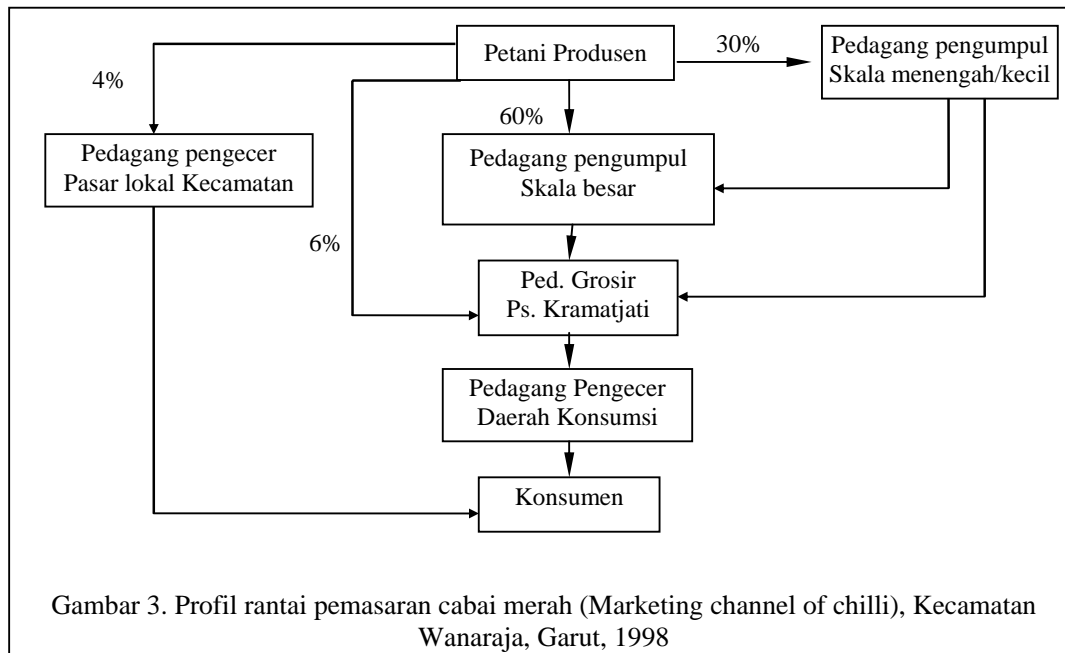 Petani Produsen
30%
Pedagang pengumpul
Skala menengah/kecil
4%
60%
Pedagang pengecer
Pasar lokal Kecamatan
Pedagang pengumpul
Skala besar
6%
Ped. Grosir
Ps. Kramatjati
Pedagang Pengecer
Daerah Konsumsi
Konsumen
Gambar 3. Profil rantai pemasaran cabai merah (Marketing channel of chilli), Kecamatan
Wanaraja, Garut, 1998